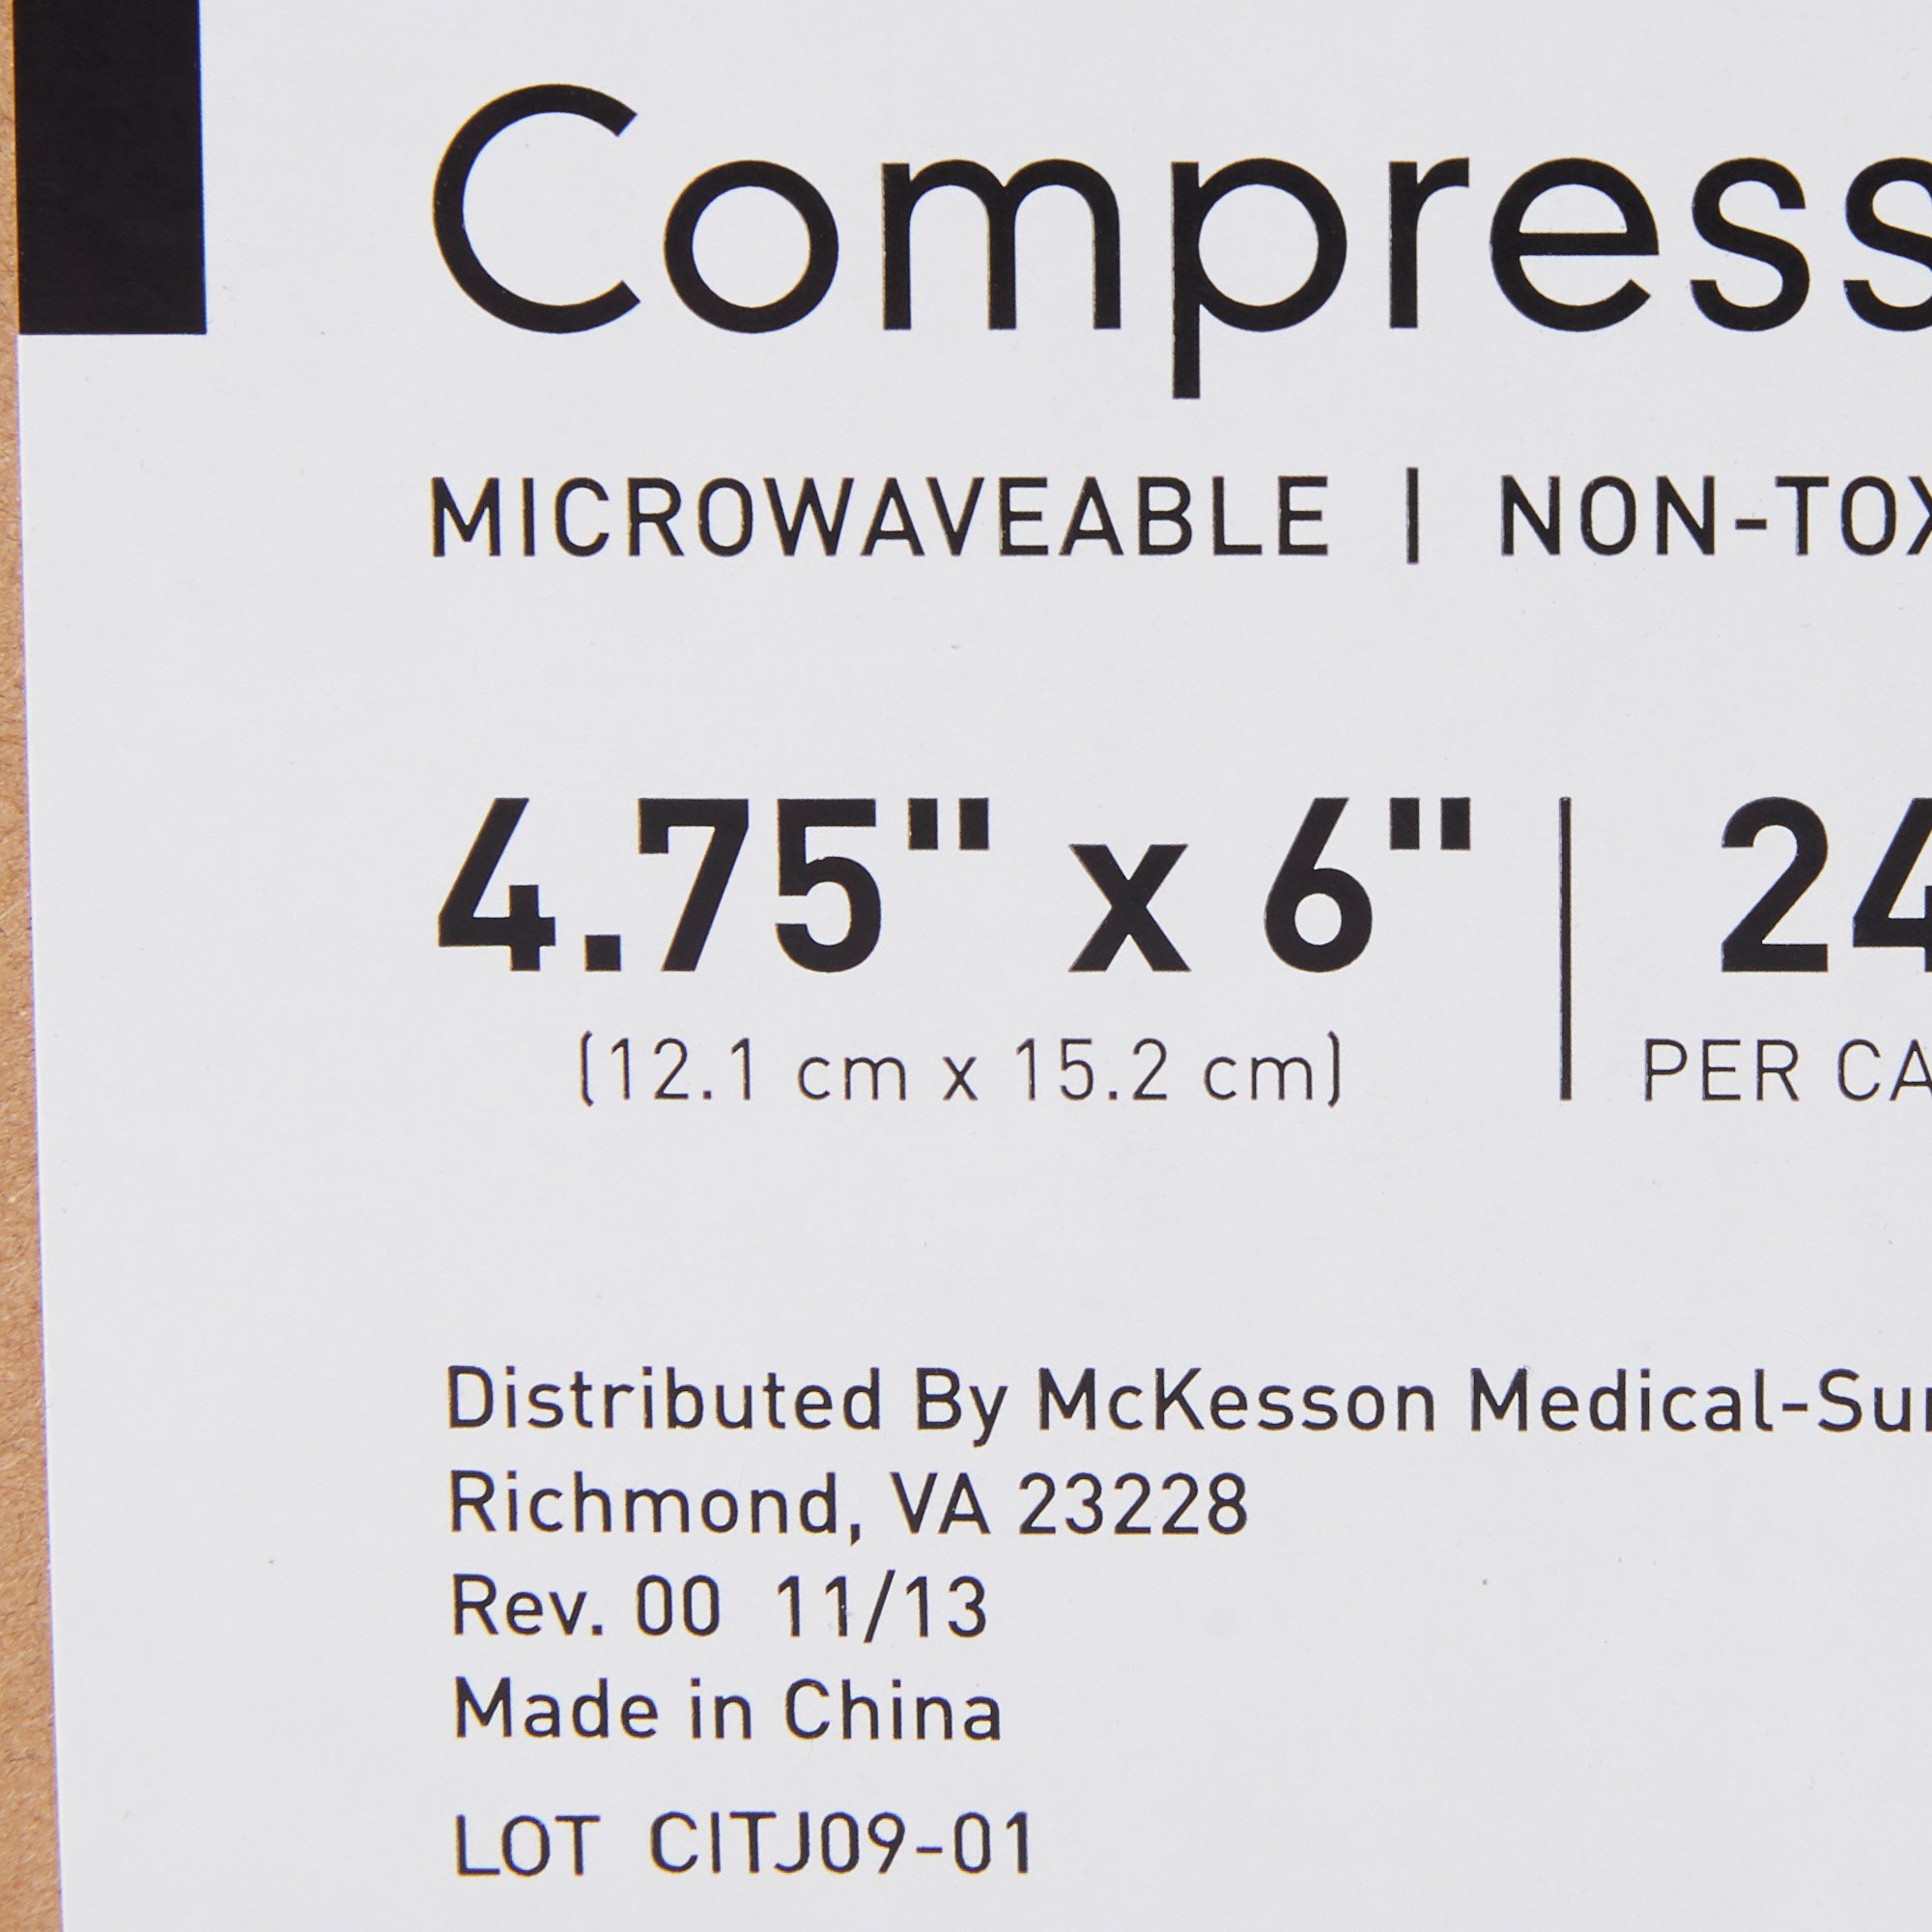 Compress
MICROWAVEABLE | NON-TOX
4.75" x 6" | 24
(12.1 cm x 15.2 cm) PER CA
Distributed By McKesson Medical-Sur
Richmond, VA 23228
Rev. 00 11/13
Made in China
LOT CITJ09-01